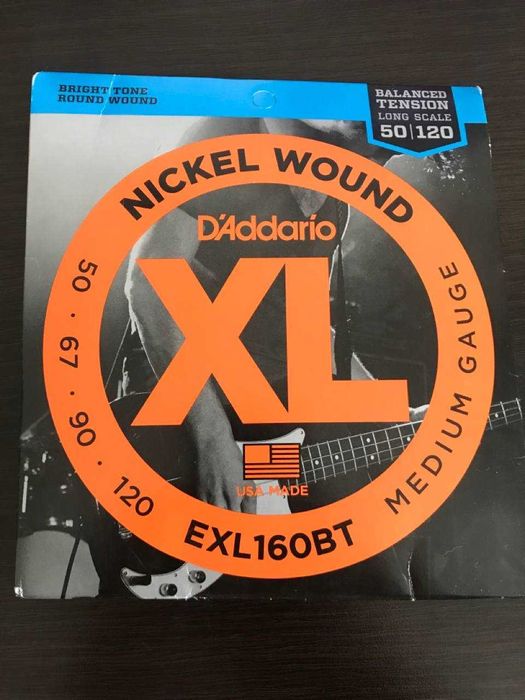 BRIGHT TONE
ROUND WOUND
BALANCED
TENSION
LONG SCALE
50|120
NICKEL WOUND
D'Addario
XL
50 • 67 • 90 • 120
MEDIUM GAUGE
USA MADE
EXL160BT